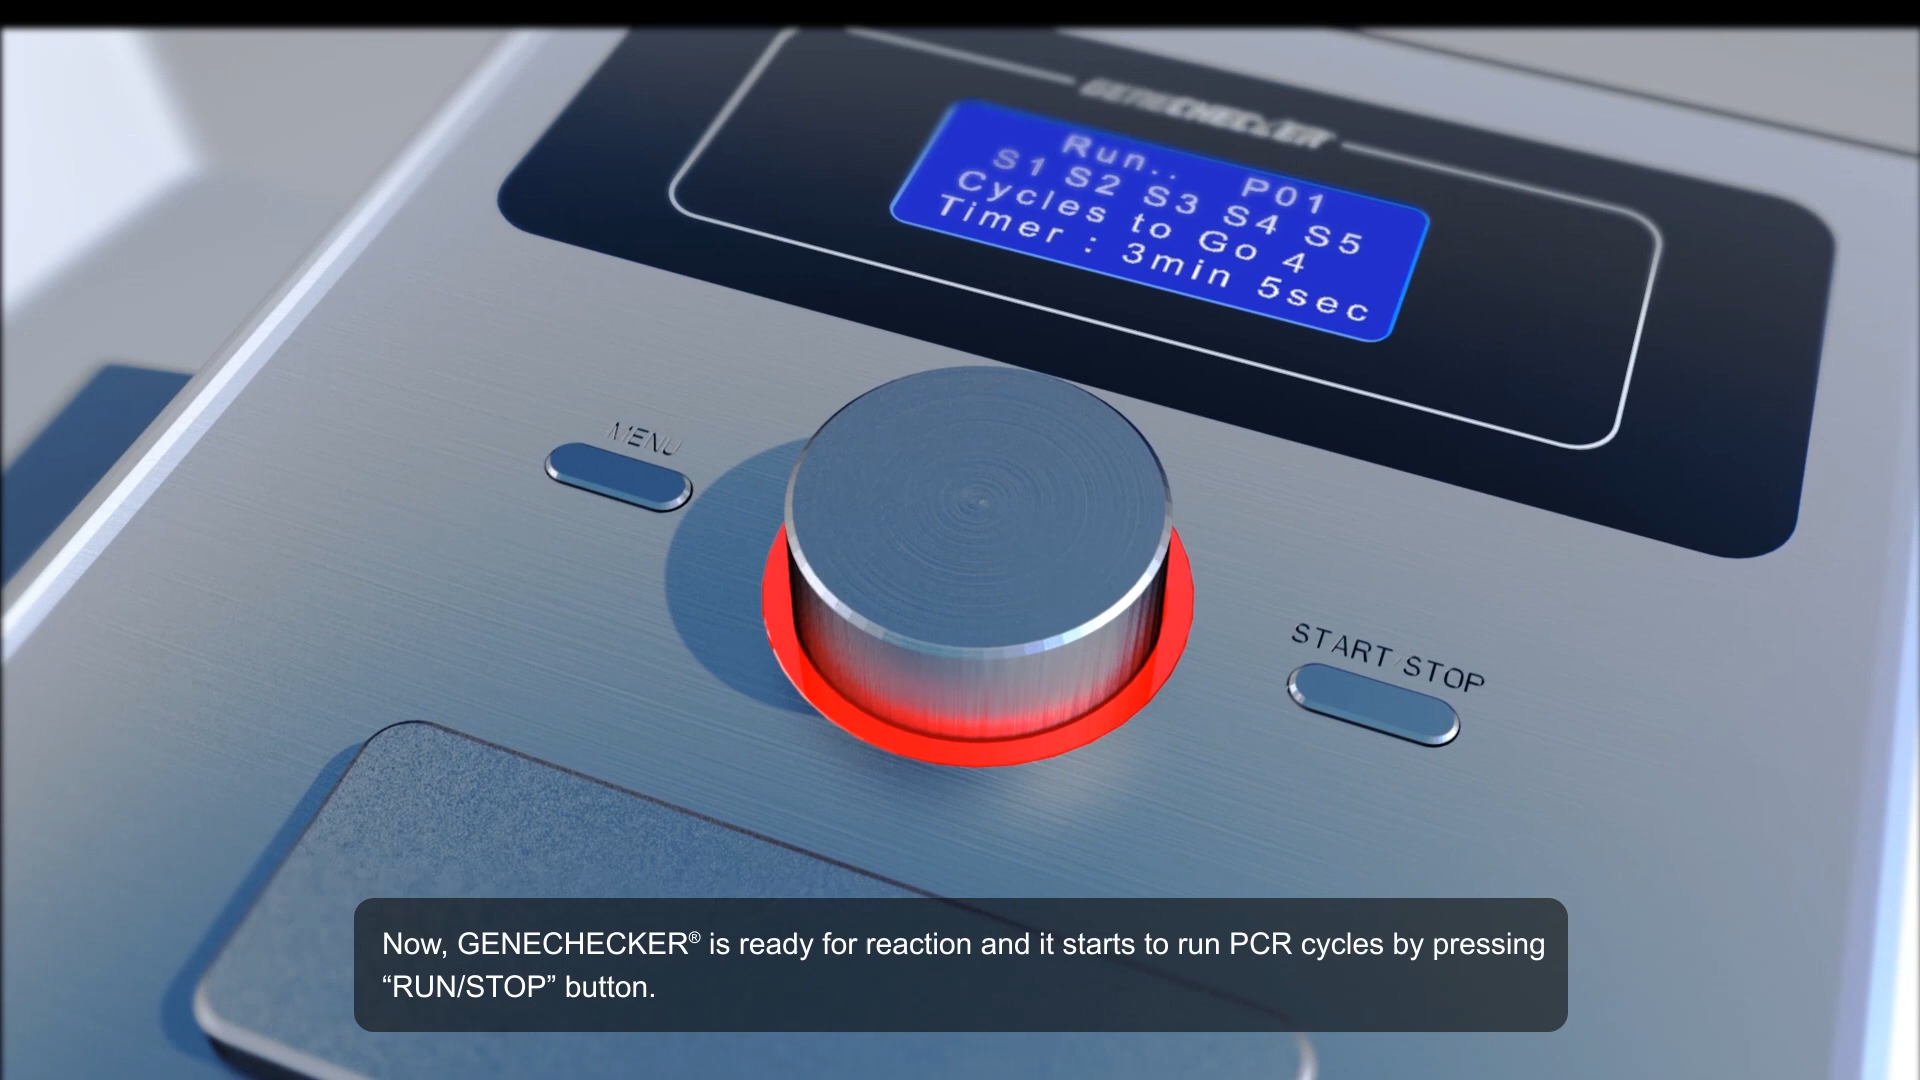 GENECHECKER
Run.. P01
S1 S2 S3 S4 S5
Cycles to Go 4
Timer : 3min 5sec
MENU
START/STOP
Now, GENECHECKER® is ready for reaction and it starts to run PCR cycles by pressing
“RUN/STOP” button.